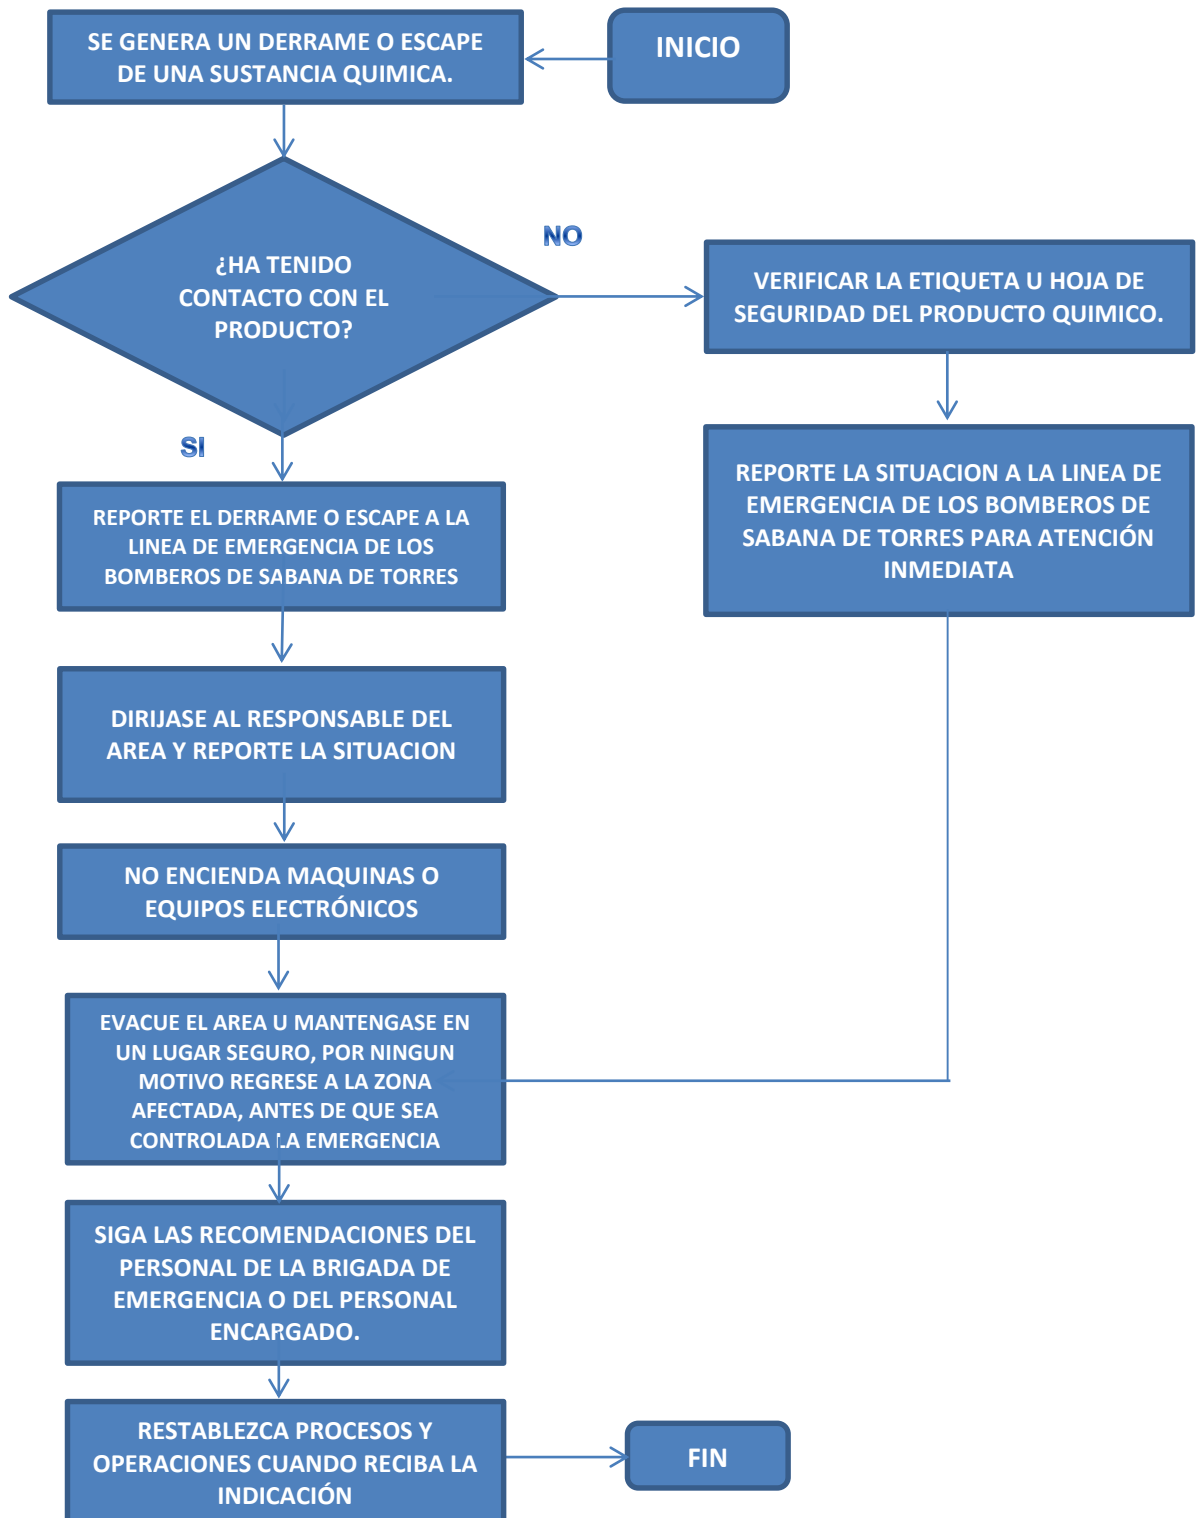 INICIO
SE GENERA UN DERRAME O ESCAPE
DE UNA SUSTANCIA QUIMICA.
¿HA TENIDO
CONTACTO CON EL
PRODUCTO?
NO
VERIFICAR LA ETIQUETA U HOJA DE
SEGURIDAD DEL PRODUCTO QUIMICO.
REPORTE LA SITUACION A LA LINEA DE
EMERGENCIA DE LOS BOMBEROS DE
SABANA DE TORRES PARA ATENCIÓN
INMEDIATA
SI
REPORTE EL DERRAME O ESCAPE A LA
LINEA DE EMERGENCIA DE LOS
BOMBEROS DE SABANA DE TORRES
DIRIJASE AL RESPONSABLE DEL
AREA Y REPORTE LA SITUACION
NO ENCIENDA MAQUINAS O
EQUIPOS ELECTRÓNICOS
EVACUE EL AREA U MANTENGASE EN
UN LUGAR SEGURO, POR NINGUN
MOTIVO REGRESE A LA ZONA
AFECTADA, ANTES DE QUE SEA
CONTROLADA LA EMERGENCIA
SIGA LAS RECOMENDACIONES DEL
PERSONAL DE LA BRIGADA DE
EMERGENCIA O DEL PERSONAL
ENCARGADO.
RESTABLEZCA PROCESOS Y
OPERACIONES CUANDO RECIBA LA
INDICACIÓN
FIN